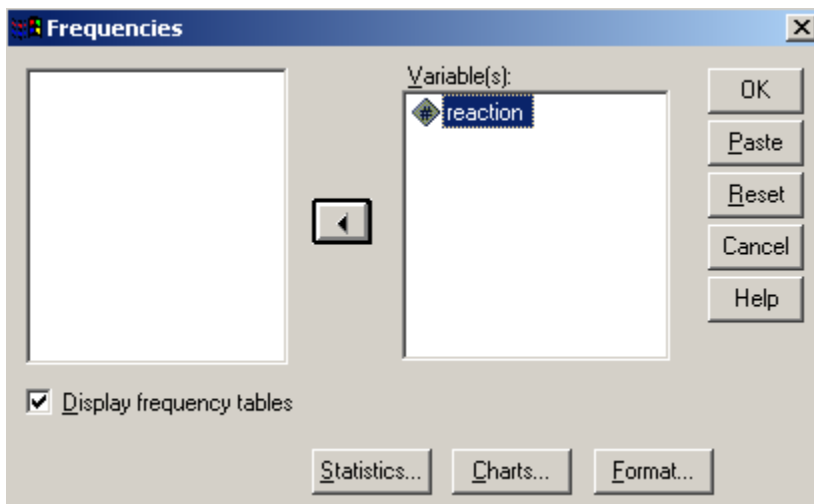 Frequencies
Variable(s):
reaction
OK
Paste
Reset
Cancel
Help
Display frequency tables
Statistics...
Charts...
Format...